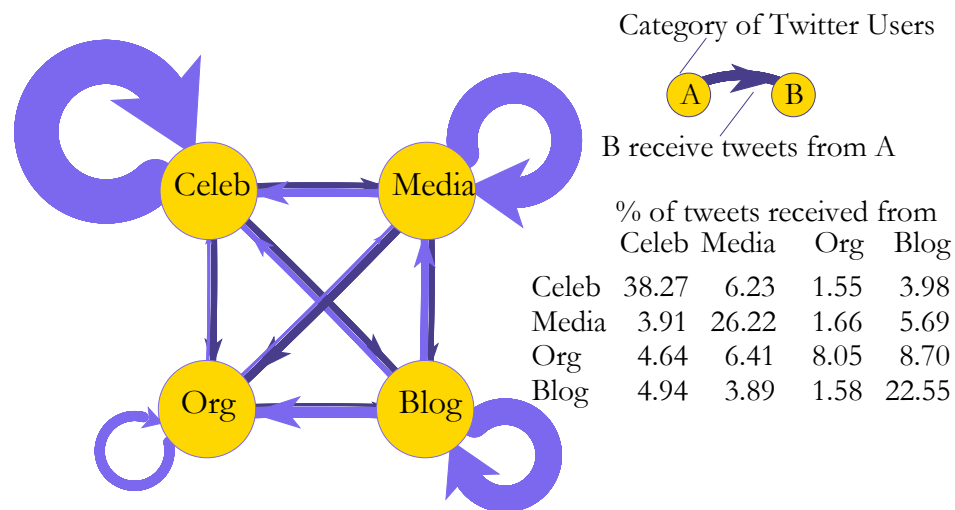 Category of Twitter Users
A B
B receive tweets from A
Celeb Media
% of tweets received from
Celeb Media Org Blog
Celeb 38.27 6.23 1.55 3.98
Media 3.91 26.22 1.66 5.69
Org 4.64 6.41 8.05 8.70
Blog 4.94 3.89 1.58 22.55
Org Blog